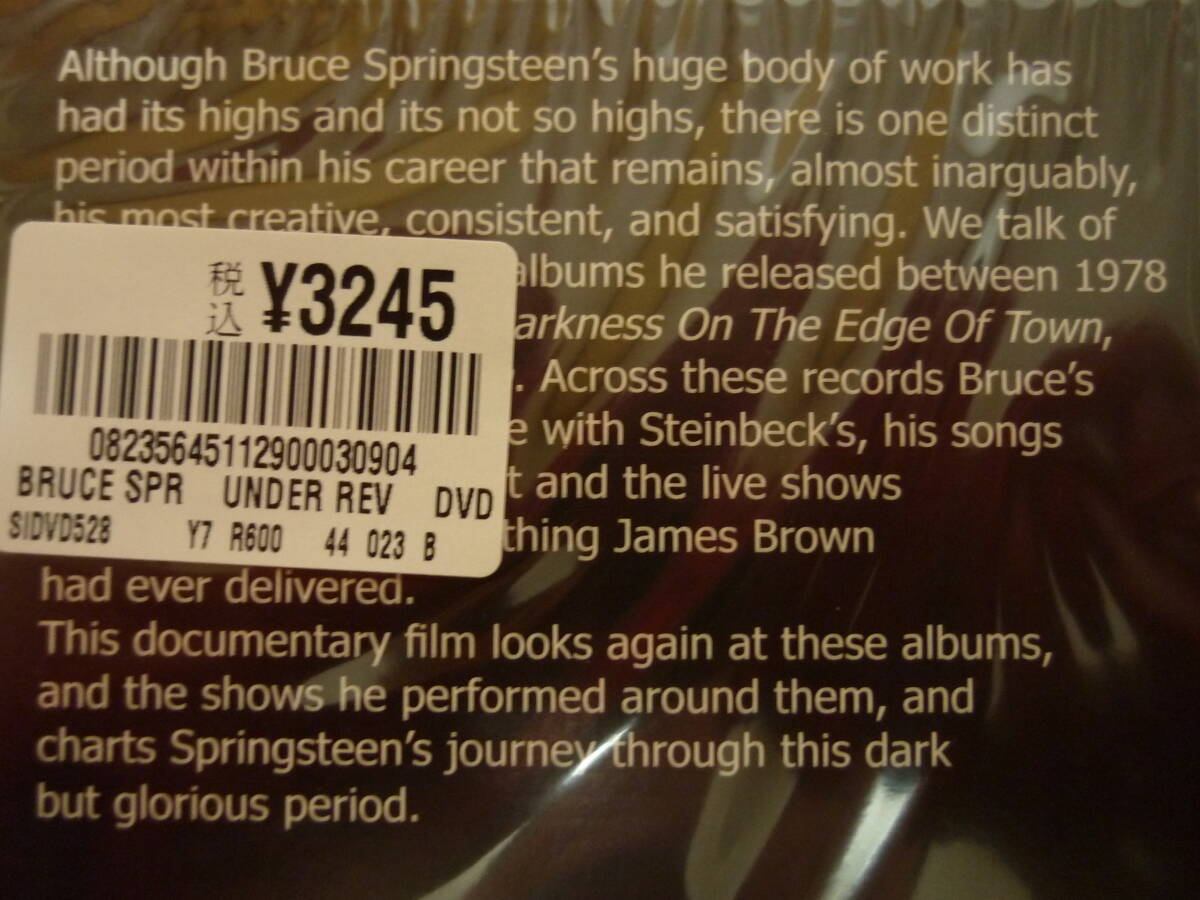 Although Bruce Springsteen's huge body of work has
had its highs and its not so highs, there is one distinct
period within his career that remains, almost inarguably,
his most creative, consistent, and satisfying. We talk of
albums he released between 1978
arkness On The Edge Of Town,
. Across these records Bruce's
e with Steinbeck's, his songs
t and the live shows
thing James Brown
had ever delivered.
This documentary film looks again at these albums,
and the shows he performed around them, and
charts Springsteen's journey through this dark
but glorious period.
税込 ¥3245
08235645112900030904
BRUCE SPR UNDER REV DVD
SIDVD528 Y7 R600 44 023 B